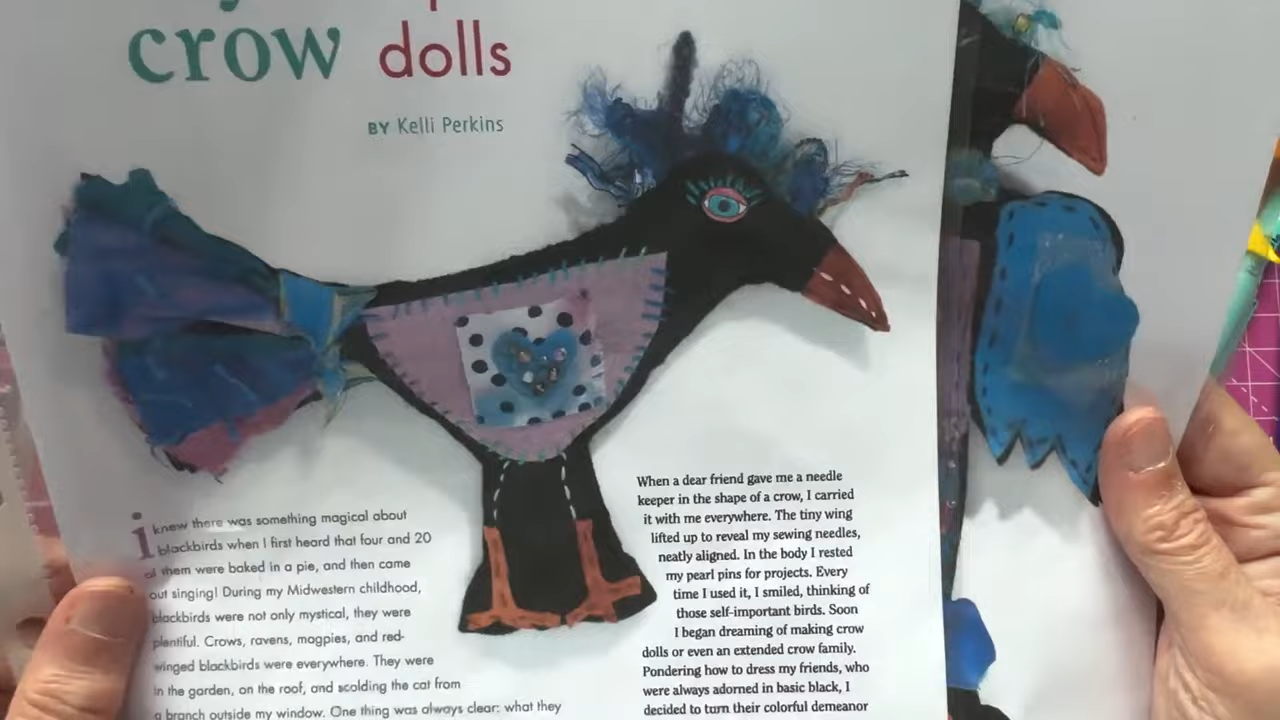 crow dolls
BY Kelli Perkins
i knew there was something magical about
blackbirds when I first heard that four and 20
of them were baked in a pie, and then came
out singing! During my Midwestern childhood,
blackbirds were not only mystical, they were
plentiful. Crows, ravens, magpies, and red-
winged blackbirds were everywhere. They were
in the garden, on the roof, and scolding the cat from
a branch outside my window. One thing was always clear: what they
When a dear friend gave me a needle
keeper in the shape of a crow, I carried
it with me everywhere. The tiny wing
lifted up to reveal my sewing needles,
neatly aligned. In the body I rested
my pearl pins for projects. Every
time I used it, I smiled, thinking of
those self-important birds. Soon
I began dreaming of making crow
dolls or even an extended crow family.
Pondering how to dress my friends, who
were always adorned in basic black, I
decided to turn their colorful demeanor